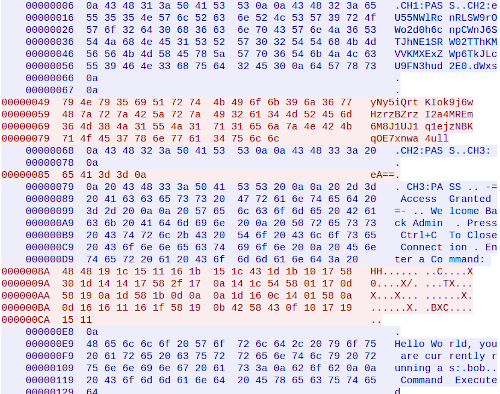 00000006 0a 43 48 31 3a 50 41 53 53 0a 0a 43 48 32 3a 65 .CH1:PAS S..CH2:e
00000016 55 35 35 4e 57 6c 52 63 6e 52 4c 53 57 39 72 4f U55NWlRc nRLSW9rO
00000026 57 6f 32 64 30 68 36 63 6e 70 43 57 6e 4a 36 53 Wo2d0h6c npCWnJ6S
00000036 54 4a 68 4e 45 31 53 52 57 30 32 54 54 68 4b 4d TJhNE1SR W02TThKM
00000046 56 56 4b 4d 58 45 78 5a 57 70 36 54 6b 4a 4c 63 VVKMXExZ Wp6TkJLc
00000056 55 39 46 4e 33 68 75 64 32 45 30 0a 64 57 78 73 U9FN3hud 2E0.dWxs
00000066 0a .
00000067 0a .
00000049 79 4e 79 35 69 51 72 74 4b 49 6f 6b 39 6a 36 77 yNy5iQrt KIok9j6w
00000059 48 7a 72 7a 42 5a 72 7a 49 32 61 34 4d 52 45 6d HzrzBZrz I2a4MREm
00000069 36 4d 38 4a 31 55 4a 31 71 31 65 6a 7a 4e 42 4b 6M8J1UJ1 q1ejzNBK
00000079 71 4f 45 37 78 6e 77 61 34 75 6c 6c qOE7xnwa 4ull
00000068 0a 43 48 32 3a 50 41 53 53 0a 0a 43 48 33 3a 20 .CH2:PAS S..CH3:
00000078 0a .
00000085 65 41 3d 3d 0a eA==.
00000079 0a 20 43 48 33 3a 50 41 53 53 20 0a 0a 20 2d 3d . CH3:PA SS .. -=
00000089 20 41 63 63 65 73 73 20 47 72 61 6e 74 65 64 20 Access Granted
00000099 3d 2d 20 0a 0a 20 57 65 6c 63 6f 6d 65 20 42 61 =- .. We lcome Ba
000000A9 63 6b 20 41 64 6d 69 6e 20 0a 20 50 72 65 73 73 ck Admin . Press
000000B9 20 43 74 72 6c 2b 43 20 54 6f 20 43 6c 6f 73 65 Ctrl+C To Close
000000C9 20 43 6f 6e 6e 65 63 74 69 6f 6e 20 0a 20 45 6e Connect ion . En
000000D9 74 65 72 20 61 20 43 6f 6d 6d 61 6e 64 3a 20 ter a Co mmand:
0000008A 48 48 19 1c 15 11 16 1b 15 1c 43 1d 1b 10 17 58 HH...... ..C....X
0000009A 30 1d 14 14 17 58 2f 17 0a 14 1c 54 58 01 17 0d 0....X/. ...TX...
000000AA 58 19 0a 1d 58 1b 0d 0a 0a 1d 16 0c 14 01 58 0a X...X... ......X.
000000BA 0d 16 16 11 16 1f 58 19 0b 42 58 43 0f 10 17 19 ......X. .BXC....
000000CA 15 11 ..
000000E8 0a .
000000E9 48 65 6c 6c 6f 20 57 6f 72 6c 64 2c 20 79 6f 75 Hello Wo rld, you
000000F9 20 61 72 65 20 63 75 72 72 65 6e 74 6c 79 20 72 are cur rently r
00000109 75 6e 6e 69 6e 67 20 61 73 3a 0a 62 6f 62 0a 0a unning a s:.bob..
00000119 20 43 6f 6d 6d 61 6e 64 20 45 78 65 63 75 74 65 Command Execute
00000129 64 d